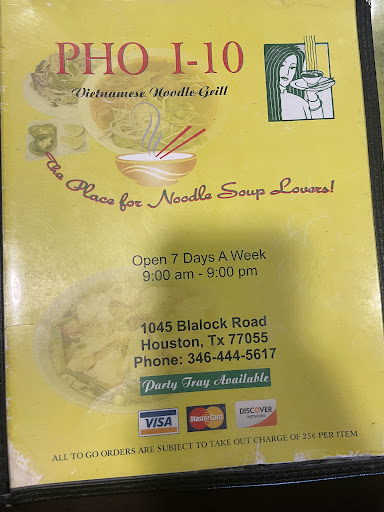 PHO I-10
Vietnamese Noodle-Grill
The Place for Noodle Soup Lovers!
Open 7 Days A Week
9:00 am - 9:00 pm
1045 Blalock Road
Houston, Tx 77055
Phone: 346-444-5617
Party Tray Available
VISA MasterCard DISCOVER
NETWORK
ALL TO GO ORDERS ARE SUBJECT TO TAKE OUT CHARGE OF 25¢ PER ITEM